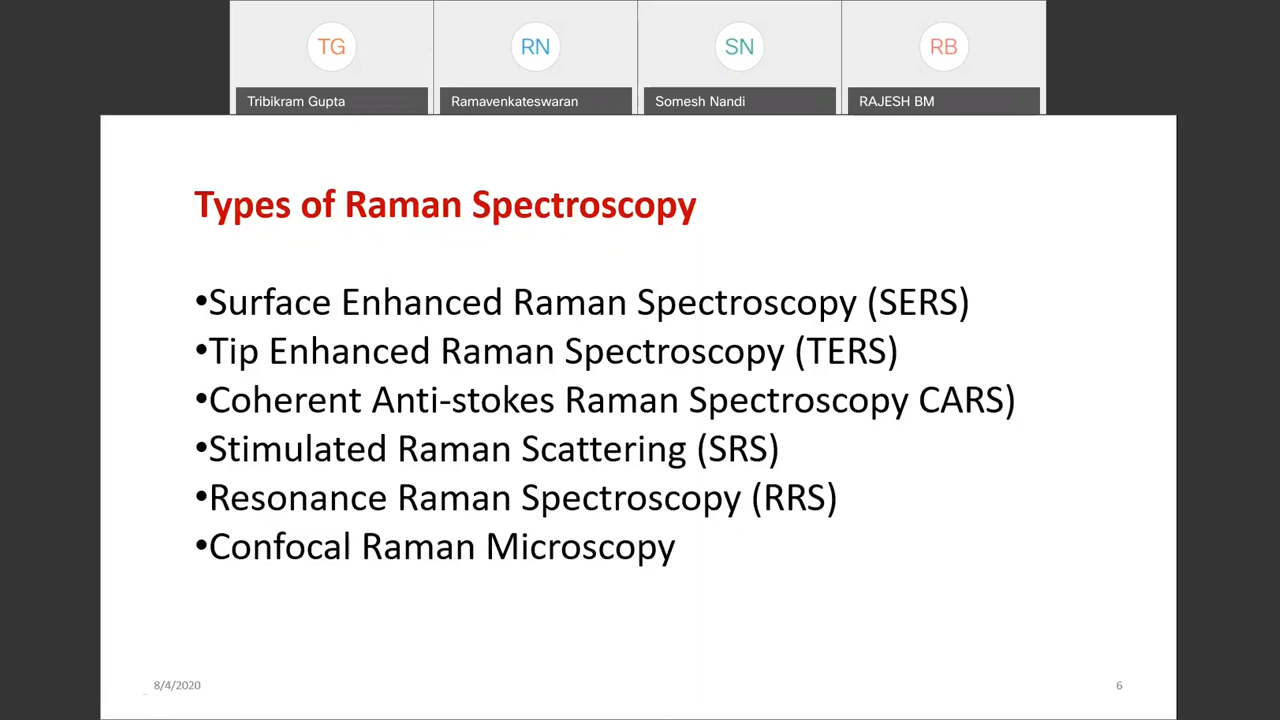 TG
RN
SN
RB
Tribikram Gupta
Ramavenkateswaran
Somesh Nandi
RAJESH BM
Types of Raman Spectroscopy
•Surface Enhanced Raman Spectroscopy (SERS)
•Tip Enhanced Raman Spectroscopy (TERS)
•Coherent Anti-stokes Raman Spectroscopy CARS)
•Stimulated Raman Scattering (SRS)
•Resonance Raman Spectroscopy (RRS)
•Confocal Raman Microscopy
8/4/2020
6